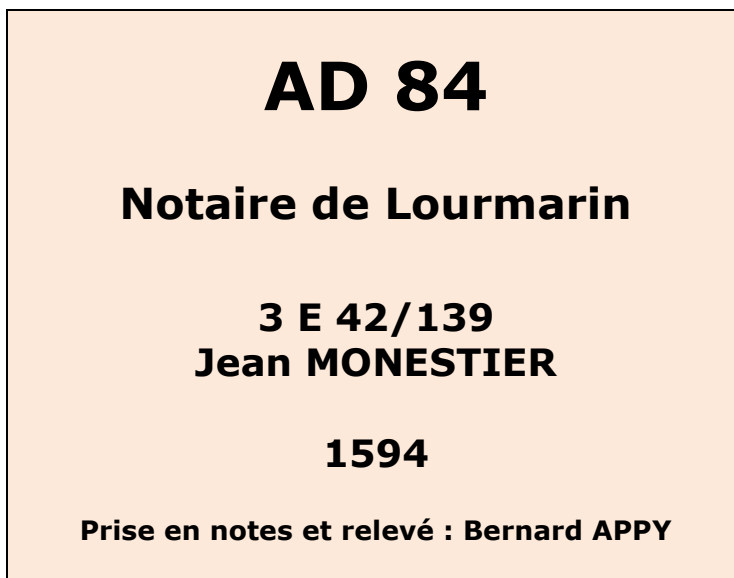 AD 84
Notaire de Lourmarin
3 E 42/139
Jean MONESTIER
1594
Prise en notes et relevé : Bernard APPY